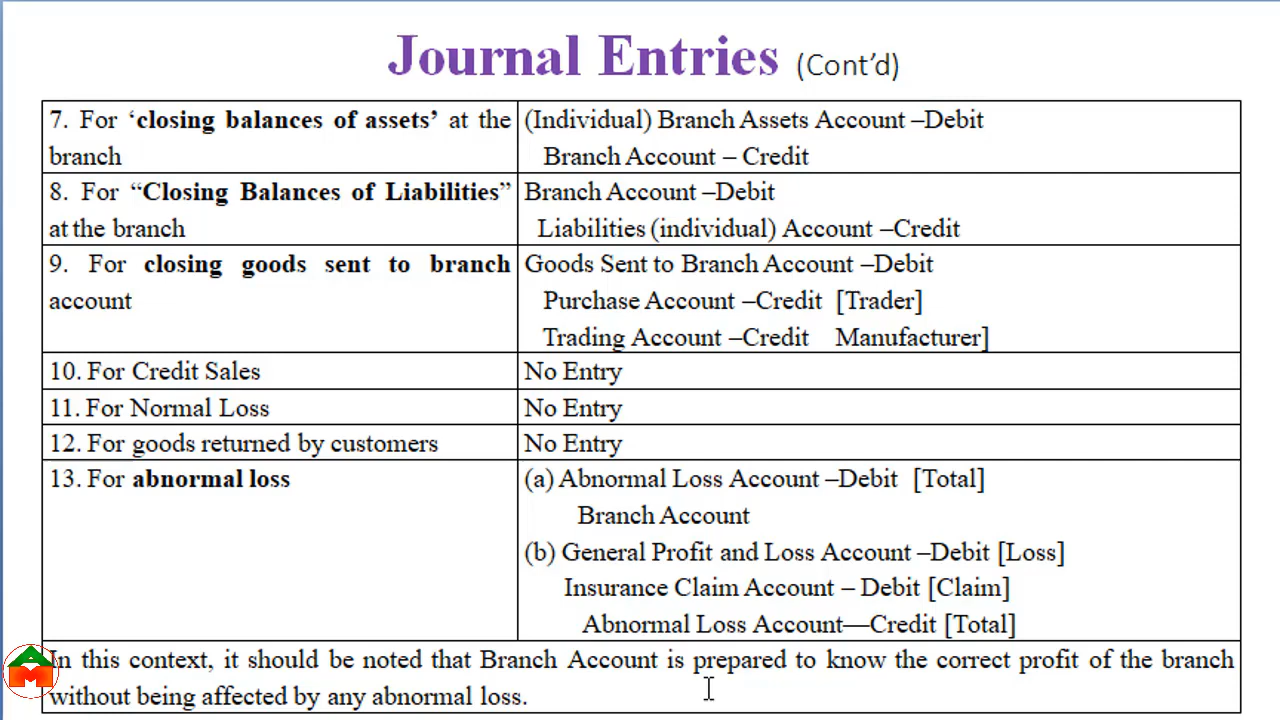 Journal Entries (Cont’d)
7. For ‘closing balances of assets’ at the
branch
(Individual) Branch Assets Account –Debit
Branch Account – Credit
8. For “Closing Balances of Liabilities”
at the branch
Branch Account –Debit
Liabilities (individual) Account –Credit
9. For closing goods sent to branch
account
Goods Sent to Branch Account –Debit
Purchase Account –Credit [Trader]
Trading Account –Credit Manufacturer]
10. For Credit Sales
No Entry
11. For Normal Loss
No Entry
12. For goods returned by customers
No Entry
13. For abnormal loss
(a) Abnormal Loss Account –Debit [Total]
Branch Account
(b) General Profit and Loss Account –Debit [Loss]
Insurance Claim Account – Debit [Claim]
Abnormal Loss Account—Credit [Total]
In this context, it should be noted that Branch Account is prepared to know the correct profit of the branch
without being affected by any abnormal loss.